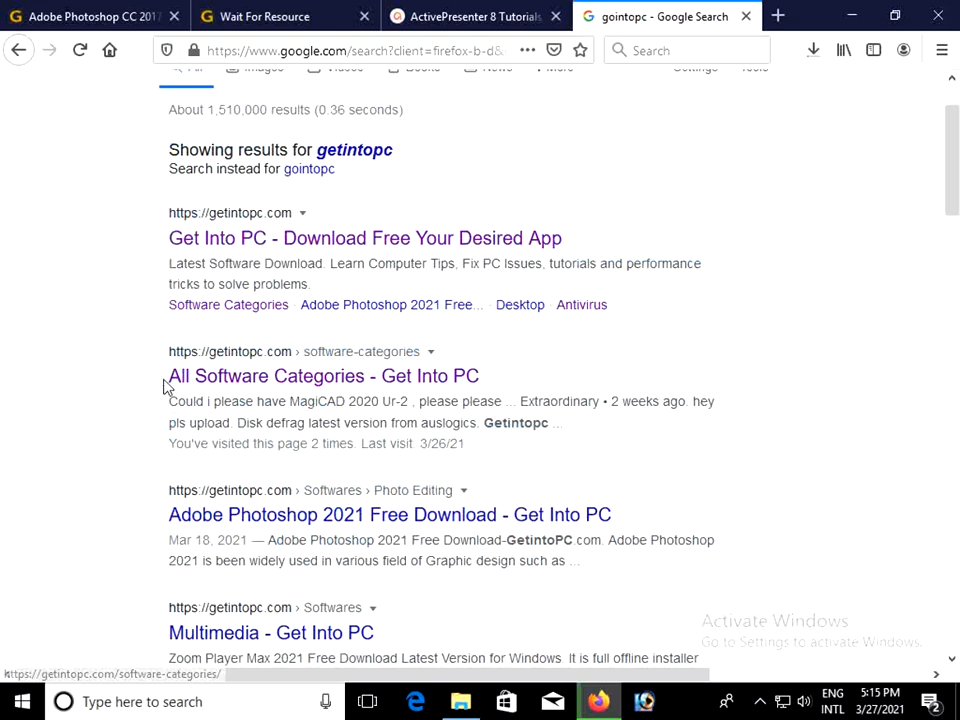 Adobe Photoshop CC 2017
Wait For Resource
ActivePresenter 8 Tutorials
gointopc - Google Search
https://www.google.com/search?client=firefox-b-d&
Search
All Images Videos Books News More Settings Tools
About 1,510,000 results (0.36 seconds)
Showing results for getintopc
Search instead for gointopc
https://getintopc.com
Get Into PC - Download Free Your Desired App
Latest Software Download. Learn Computer Tips, Fix PC Issues, tutorials and performance
tricks to solve problems.
Software Categories · Adobe Photoshop 2021 Free... · Desktop · Antivirus
https://getintopc.com › software-categories
All Software Categories - Get Into PC
Could i please have MagiCAD 2020 Ur-2 , please please ... Extraordinary • 2 weeks ago. hey
pls upload. Disk defrag latest version from auslogics. Getintopc ...
You've visited this page 2 times. Last visit: 3/26/21
https://getintopc.com › Softwares › Photo Editing
Adobe Photoshop 2021 Free Download - Get Into PC
Mar 18, 2021 — Adobe Photoshop 2021 Free Download-GetintoPC.com. Adobe Photoshop
2021 is been widely used in various field of Graphic design such as ...
https://getintopc.com › Softwares
Multimedia - Get Into PC
Zoom Player Max 2021 Free Download Latest Version for Windows. It is full offline installer
Activate Windows
Go to Settings to activate Windows.
https://getintopc.com/software-categories/
Type here to search
ENG
INTL
5:15 PM
3/27/2021
2